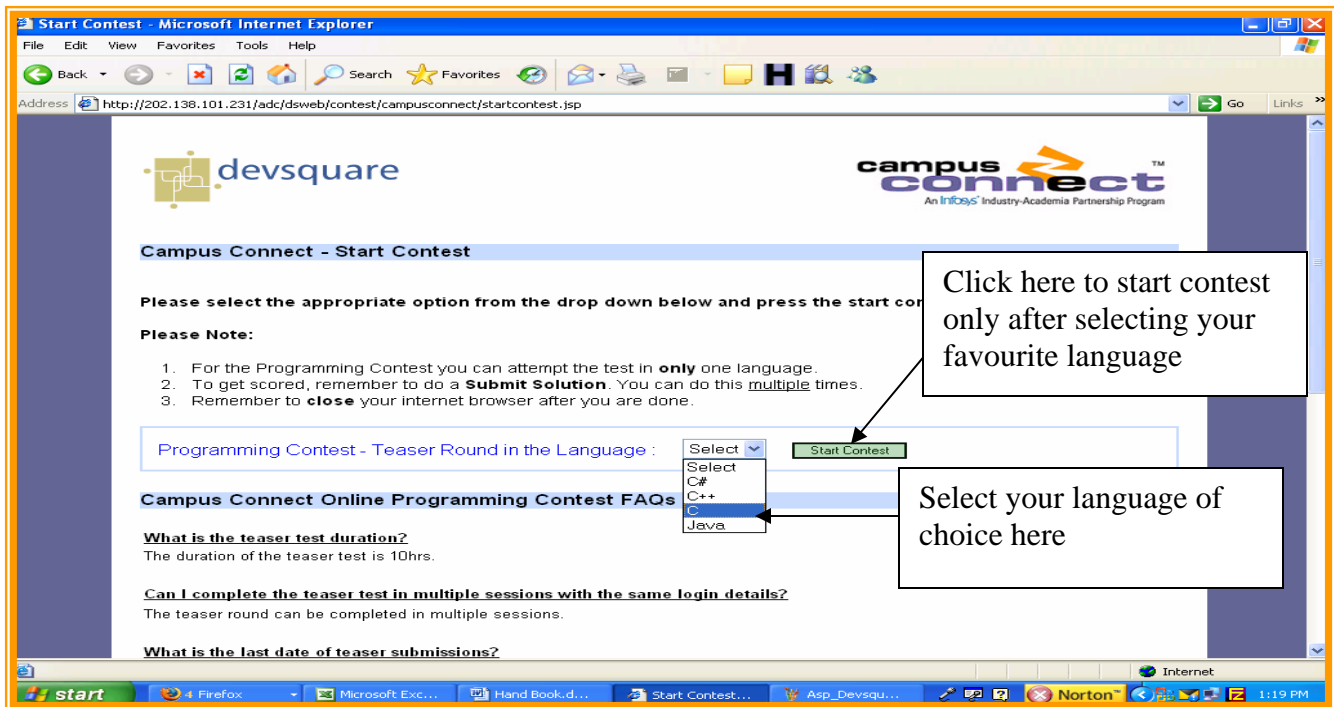 Start Contest - Microsoft Internet Explorer
File Edit View Favorites Tools Help
Back Search Favorites
Address http://202.138.101.231/adc/dsweb/contest/campusconnect/startcontest.jsp Go Links »
devsquare
campus connect TM
An Infosys Industry-Academia Partnership Program
Campus Connect - Start Contest
Click here to start contest
only after selecting your
favourite language
Please select the appropriate option from the drop down below and press the start
Please Note:
1. For the Programming Contest you can attempt the test in only one language.
2. To get scored, remember to do a Submit Solution. You can do this multiple times.
3. Remember to close your internet browser after you are done.
Programming Contest - Teaser Round in the Language : Select Start Contest
Select
C#
C++
C
Java
Select your language of
choice here
Campus Connect Online Programming Contest FAQs
What is the teaser test duration?
The duration of the teaser test is 10hrs.
Can I complete the teaser test in multiple sessions with the same login details?
The teaser round can be completed in multiple sessions.
What is the last date of teaser submissions?
Internet
start 4 Firefox Microsoft Exc... Hand Book.d... Start Contest... Asp_Devsqu... Norton™ 1:19 PM